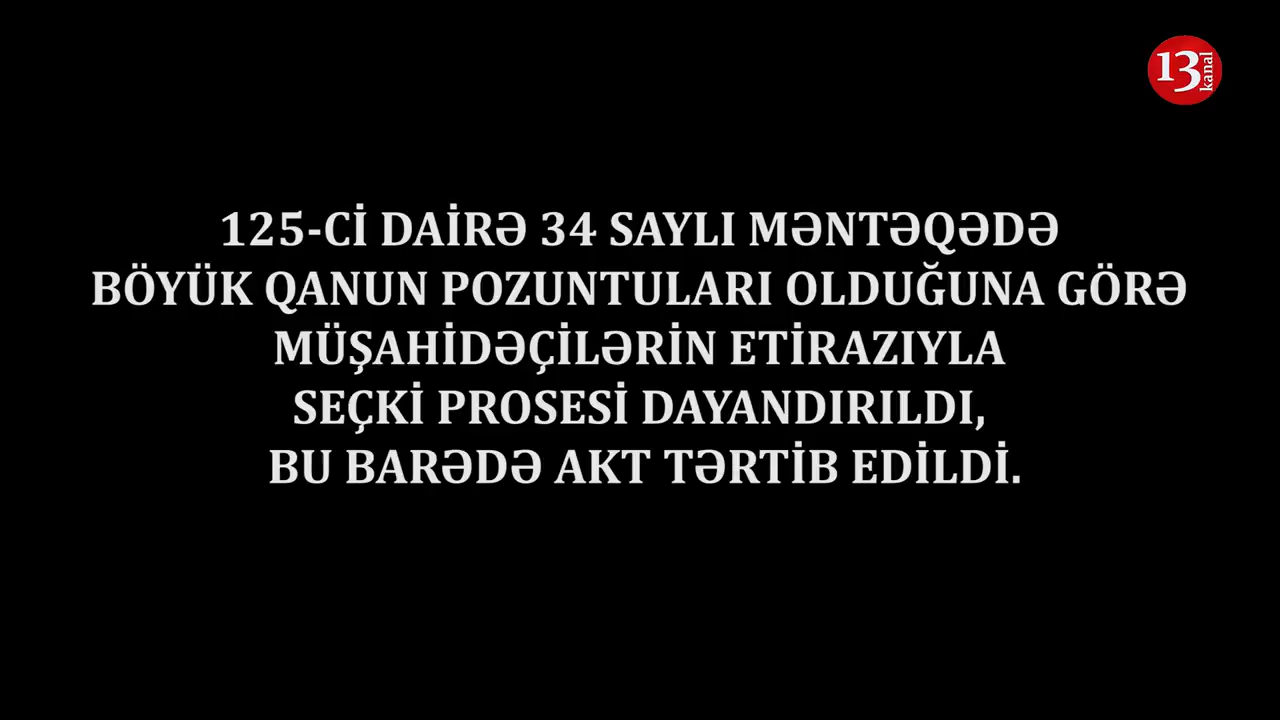 13 kanal
125-Cİ DAİRƏ 34 SAYLI MƏNTƏQƏDƏ
BÖYÜK QANUN POZUNTULARI OLDUĞUNA GÖRƏ
MÜŞAHİDƏÇİLƏRİN ETİRAZIYLA
SEÇKİ PROSESİ DAYANDIRILDI,
BU BARƏDƏ AKT TƏRTİB EDİLDİ.